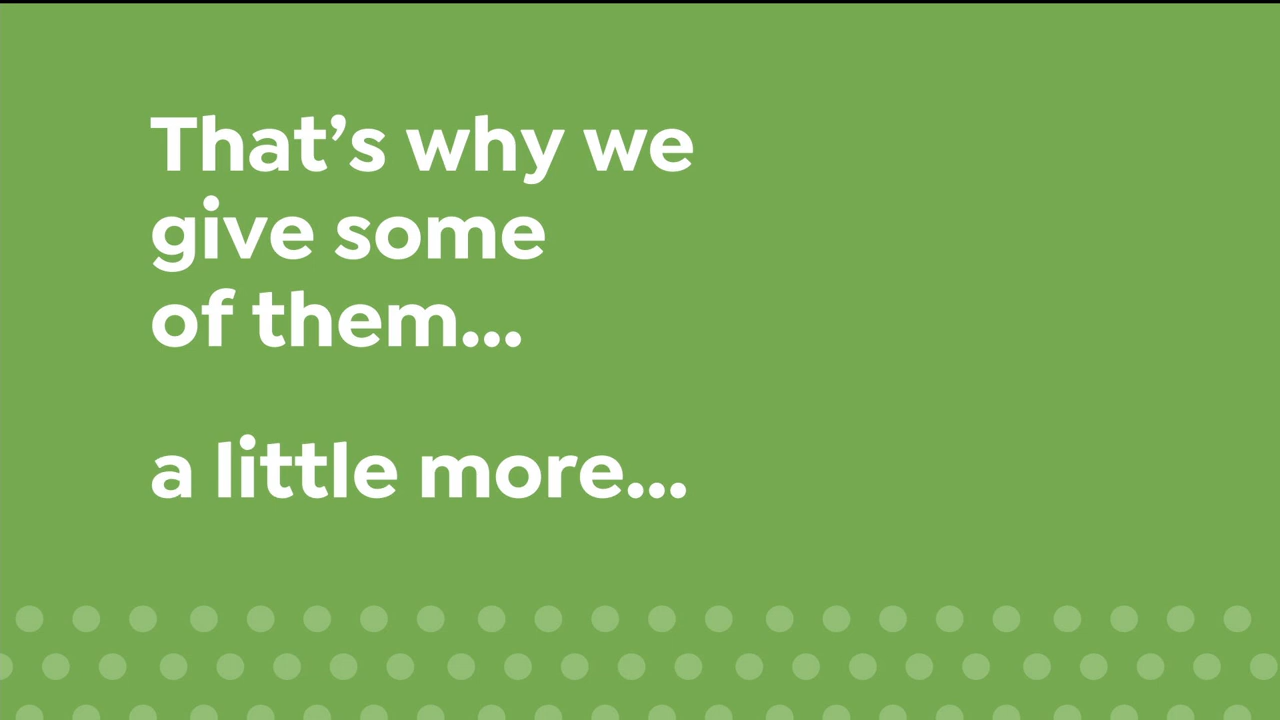 That’s why we
give some
of them...
a little more...